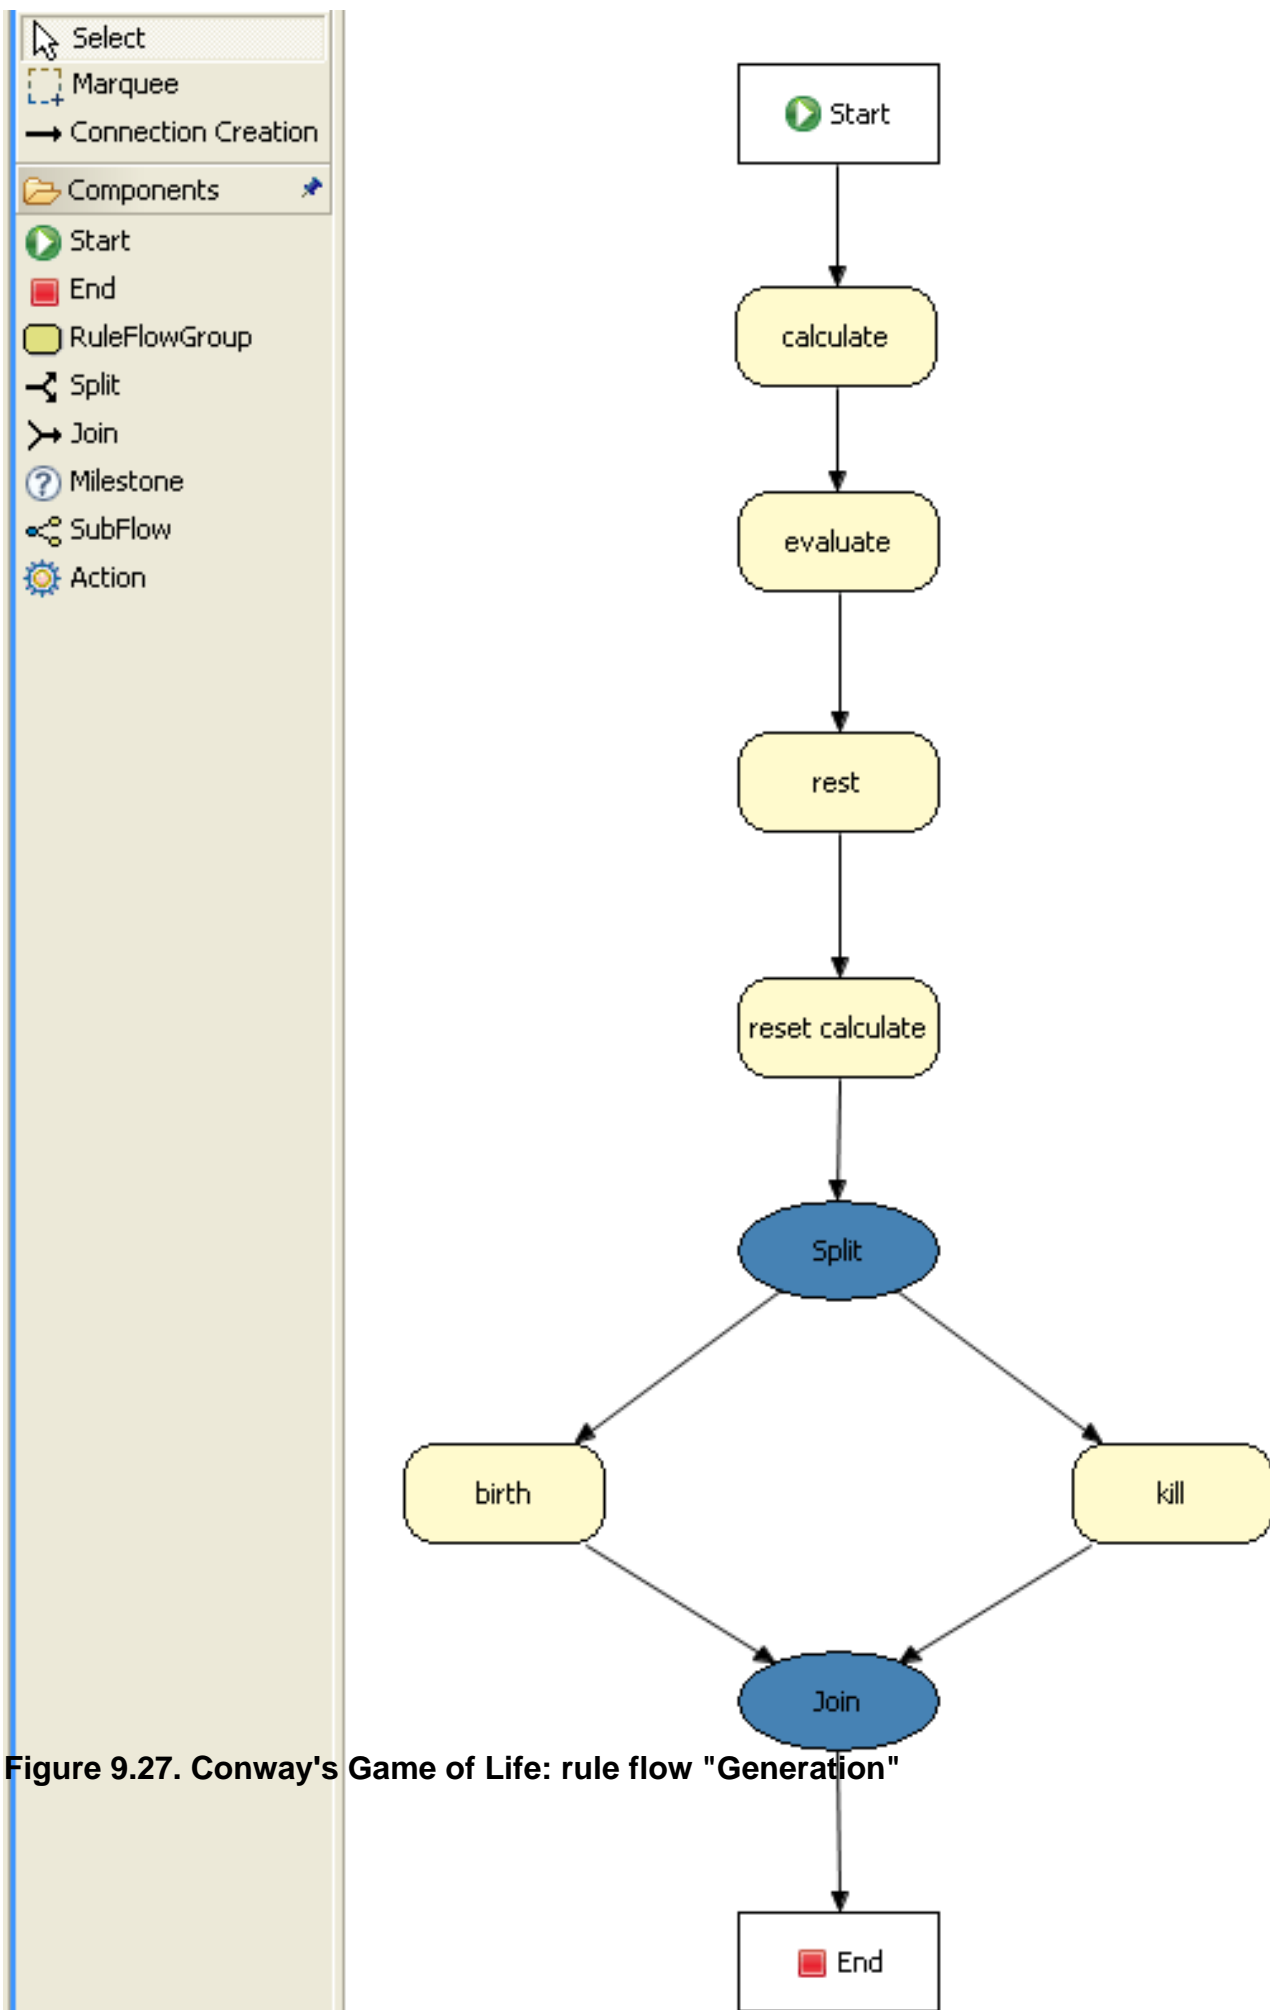 Select
Marquee
Connection Creation
Components
Start
End
RuleFlowGroup
Split
Join
Milestone
SubFlow
Action
Start
calculate
evaluate
rest
reset calculate
Split
birth
kill
Join
Figure 9.27. Conway's Game of Life: rule flow "Generation"
End